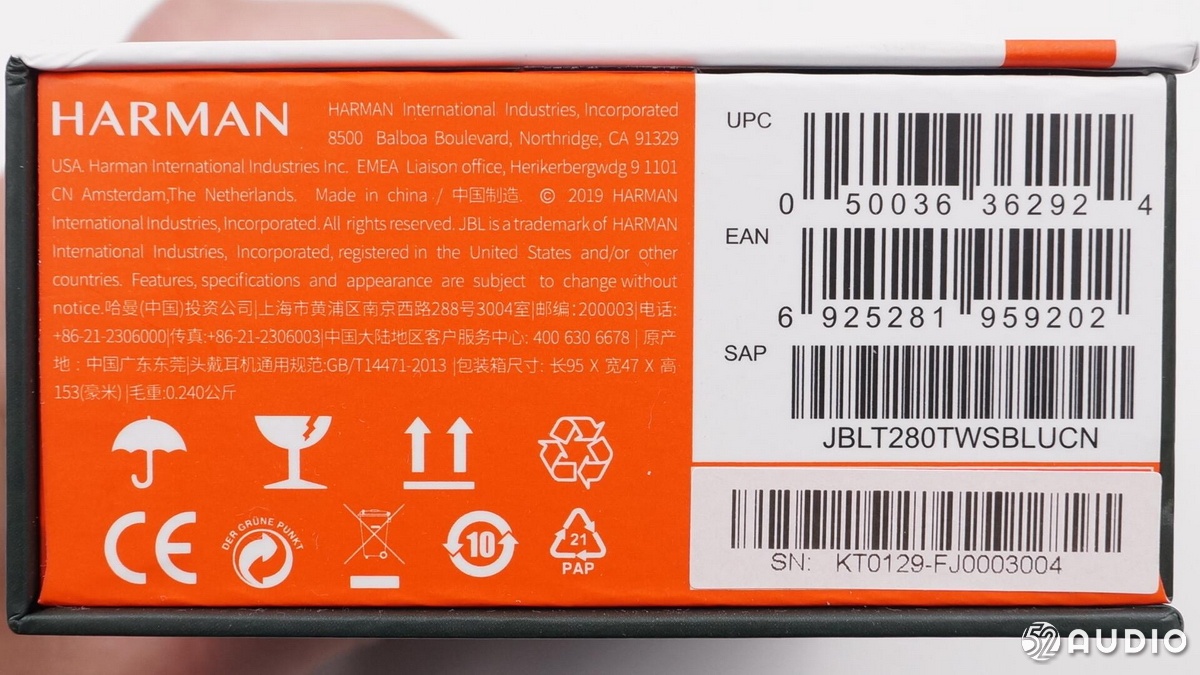 HARMAN
HARMAN International Industries, Incorporated
8500 Balboa Boulevard, Northridge, CA 91329
USA. Harman International Industries Inc. EMEA Liaison office, Herikerbergwdg 9 1101
CN Amsterdam,The Netherlands. Made in china / 中国制造. © 2019 HARMAN
International Industries, Incorporated. All rights reserved. JBL is a trademark of HARMAN
International Industries, Incorporated, registered in the United States and/or other
countries. Features, specifications and appearance are subject to change without
notice.哈曼(中国)投资公司|上海市黄浦区南京西路288号3004室|邮编:200003|电话:
+86-21-2306000|传真:+86-21-2306003|中国大陆地区客户服务中心: 400 630 6678 | 原产
地：中国广东东莞|头戴耳机通用规范:GB/T14471-2013 |包装箱尺寸: 长95 X 宽47 X 高
153(豪米) |毛重:0.240公斤
CE
DER GRÜNE PUNKT
10
21
PAP
UPC
0 50036 36292 4
EAN
6 925281 959202
SAP
JBLT280TWSBLUCN
SN: KT0129-FJ0003004
52 AUDIO